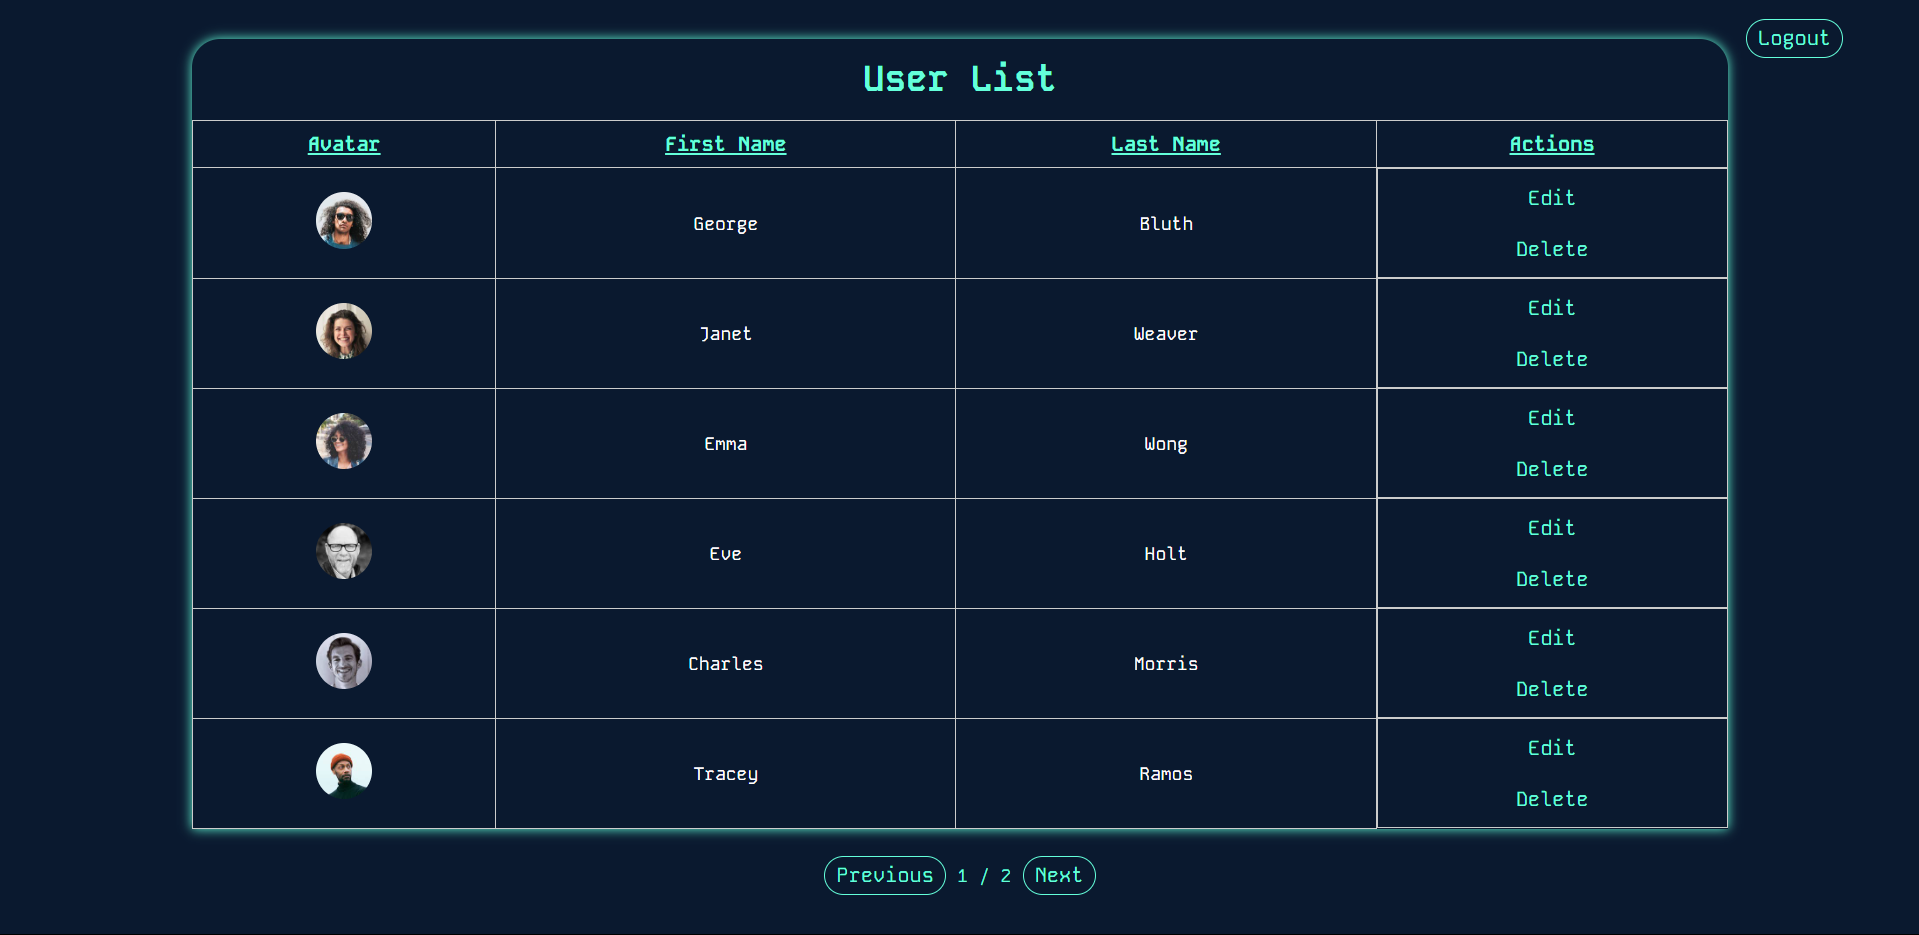 Logout
User List
Avatar First Name Last Name Actions
George Bluth Edit
Delete
Janet Weaver Edit
Delete
Emma Wong Edit
Delete
Eve Holt Edit
Delete
Charles Morris Edit
Delete
Tracey Ramos Edit
Delete
Previous 1 / 2 Next